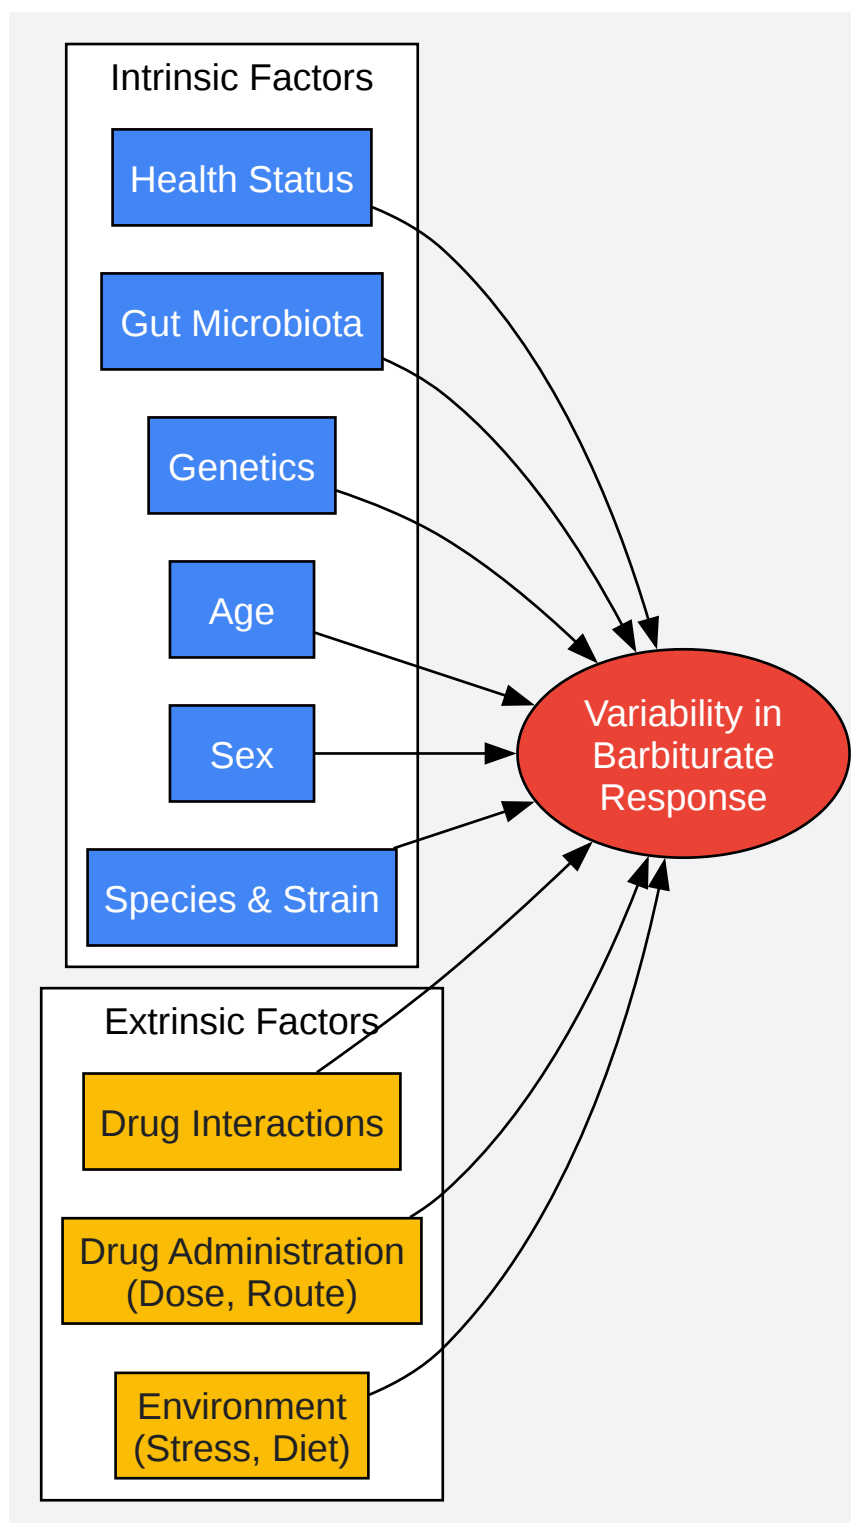 Intrinsic Factors
Health Status
Gut Microbiota
Genetics
Age
Sex
Species & Strain
Variability in
Barbiturate
Response
Extrinsic Factors
Drug Interactions
Drug Administration
(Dose, Route)
Environment
(Stress, Diet)